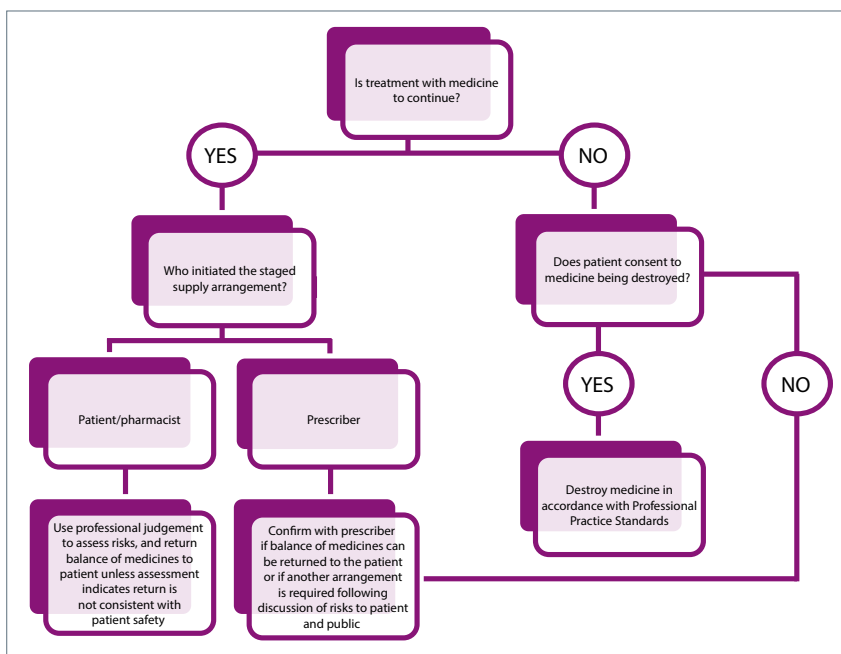 Is treatment with medicine
to continue?
YES
NO
Who initiated the staged
supply arrangement?
Does patient consent to
medicine being destroyed?
Patient/pharmacist
Prescriber
YES
NO
Use professional judgement
to assess risks, and return
balance of medicines to
patient unless assessment
indicates return is
not consistent with
patient safety
Confirm with prescriber
if balance of medicines can
be returned to the patient
or if another arrangement
is required following
discussion of risks to patient
and public
Destroy medicine in
accordance with Professional
Practice Standards